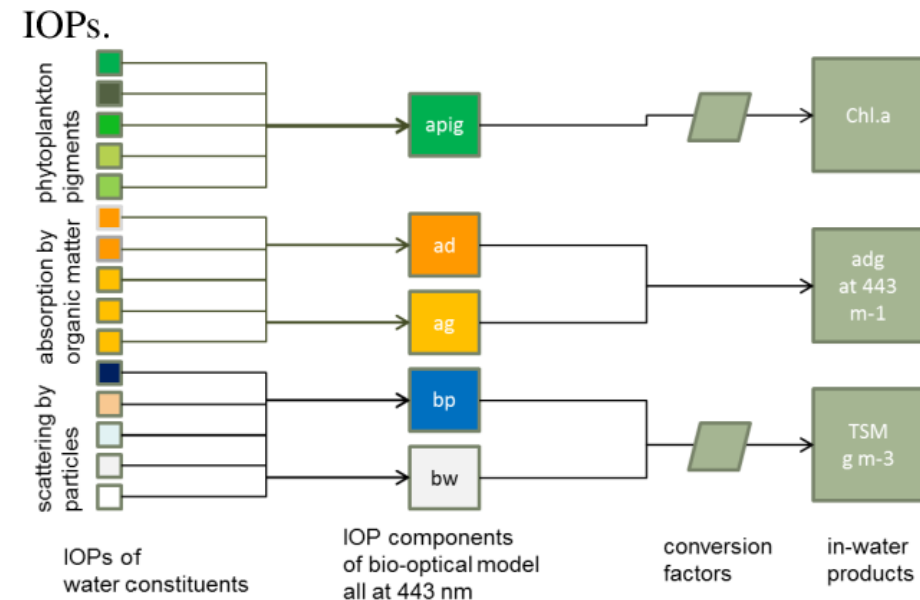 IOPs.
phytoplankton
pigments
absorption by
organic matter
scattering by
particles
apig
ad
ag
bp
bw
Chl.a
adg
at 443
m-1
TSM
g m-3
IOPs of
water constituents
IOP components
of bio-optical model
all at 443 nm
conversion
factors
in-water
products